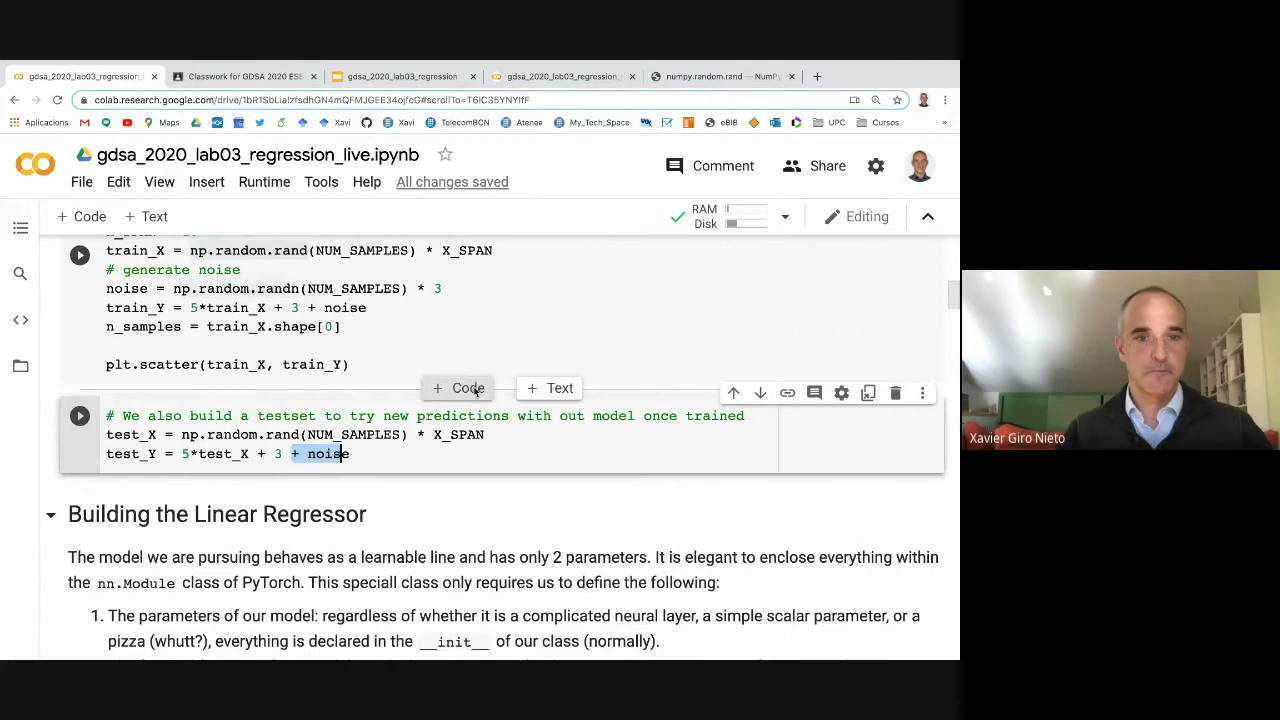 gdsa_2020_lab03_regression_
Classwork for GDSA 2020 ESE
gdsa_2020_lab03_regression
gdsa_2020_lab03_regression_
numpy.random.rand — NumPy
colab.research.google.com/drive/1bR1SbLiaIzfsdhGN4mQFMJGEE34ojfcG#scrollTo=T6IC35YNYIfF
Aplicacions
Maps
Xavi
TelecomBCN
Atenea
My_Tech_Space
eBIB
UPC
Cursos
»
gdsa_2020_lab03_regression_live.ipynb
Comment
Share
File Edit View Insert Runtime Tools Help All changes saved
+ Code + Text
RAM
Disk
Editing
train_X = np.random.rand(NUM_SAMPLES) * X_SPAN
# generate noise
noise = np.random.randn(NUM_SAMPLES) * 3
train_Y = 5*train_X + 3 + noise
n_samples = train_X.shape[0]
plt.scatter(train_X, train_Y)
+ Code + Text
# We also build a testset to try new predictions with out model once trained
test_X = np.random.rand(NUM_SAMPLES) * X_SPAN
test_Y = 5*test_X + 3 + noise
Building the Linear Regressor
The model we are pursuing behaves as a learnable line and has only 2 parameters. It is elegant to enclose everything within
the nn.Module class of PyTorch. This speciall class only requires us to define the following:
1. The parameters of our model: regardless of whether it is a complicated neural layer, a simple scalar parameter, or a
pizza (whutt?), everything is declared in the __init__ of our class (normally).
Xavier Giro Nieto